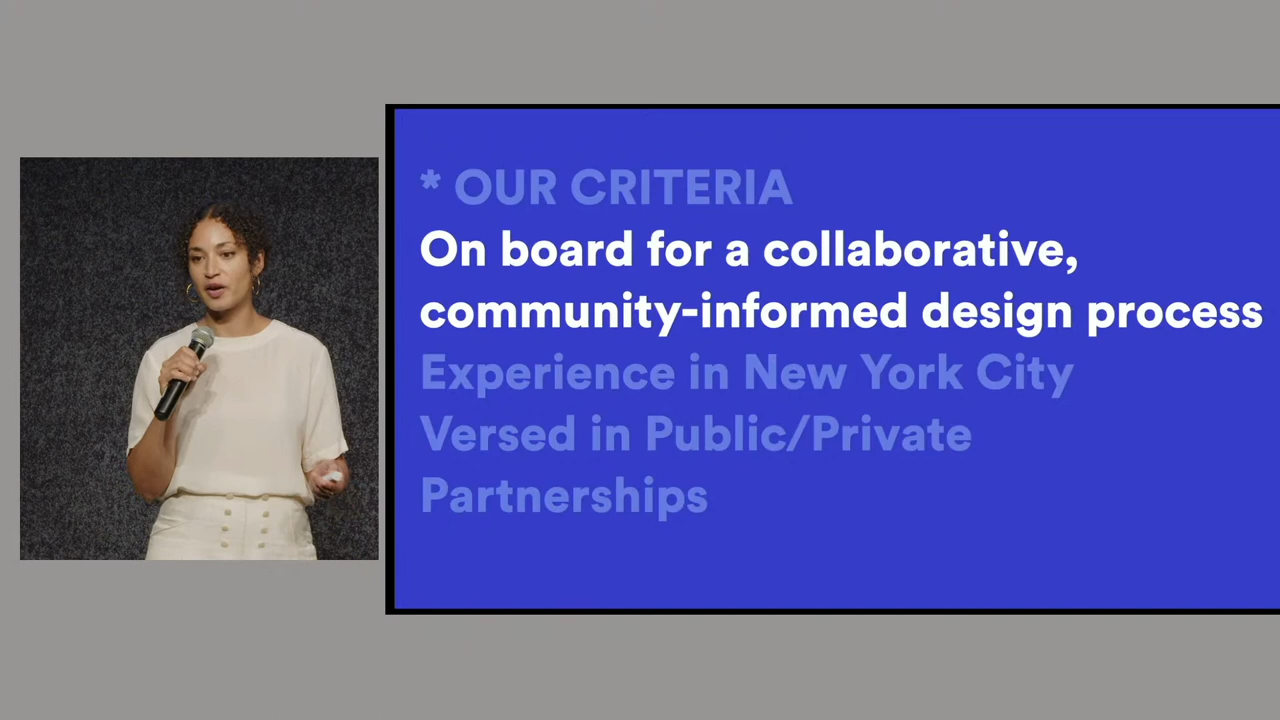 * OUR CRITERIA
On board for a collaborative,
community-informed design process
Experience in New York City
Versed in Public/Private
Partnerships